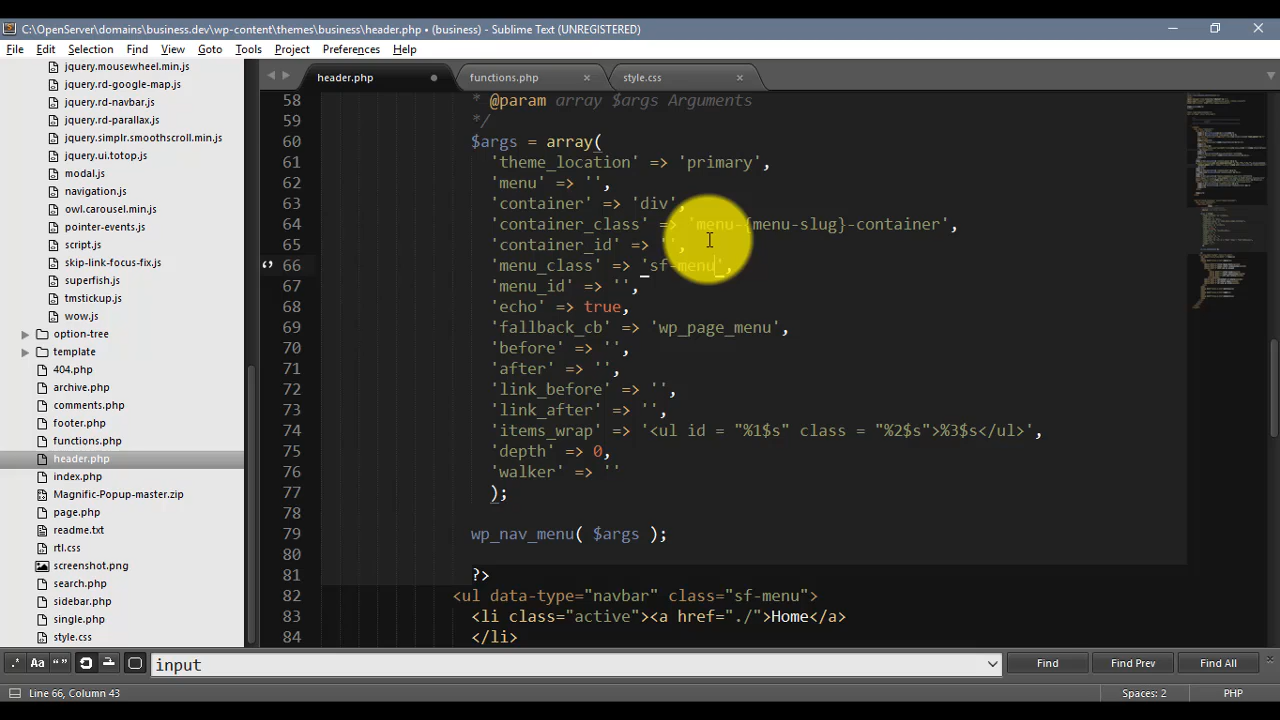 C:\OpenServer\domains\business.dev\wp-content\themes\business\header.php • (business) - Sublime Text (UNREGISTERED)
File Edit Selection Find View Goto Tools Project Preferences Help
header.php functions.php style.css
jquery.mousewheel.min.js
jquery.rd-google-map.js
jquery.rd-navbar.js
jquery.rd-parallax.js
jquery.simplr.smoothscroll.min.js
jquery.ui.totop.js
modal.js
navigation.js
owl.carousel.min.js
pointer-events.js
script.js
skip-link-focus-fix.js
superfish.js
tmstickup.js
wow.js
option-tree
template
404.php
archive.php
comments.php
footer.php
functions.php
header.php
index.php
Magnific-Popup-master.zip
page.php
readme.txt
rtl.css
screenshot.png
search.php
sidebar.php
single.php
style.css
58 * @param array $args Arguments
59 */
60 $args = array(
61 'theme_location' => 'primary',
62 'menu' => '',
63 'container' => 'div',
64 'container_class' => 'menu-{menu-slug}-container',
65 'container_id' => '',
66 'menu_class' => 'sf-menu',
67 'menu_id' => '',
68 'echo' => true,
69 'fallback_cb' => 'wp_page_menu',
70 'before' => '',
71 'after' => '',
72 'link_before' => '',
73 'link_after' => '',
74 'items_wrap' => '<ul id = "%1$s" class = "%2$s">%3$s</ul>',
75 'depth' => 0,
76 'walker' => ''
77 );
78
79 wp_nav_menu( $args );
80
81 ?>
82 <ul data-type="navbar" class="sf-menu">
83 <li class="active"><a href="./">Home</a>
84 </li>
.* Aa “ ” input Find Find Prev Find All
Line 66, Column 43 Spaces: 2 PHP